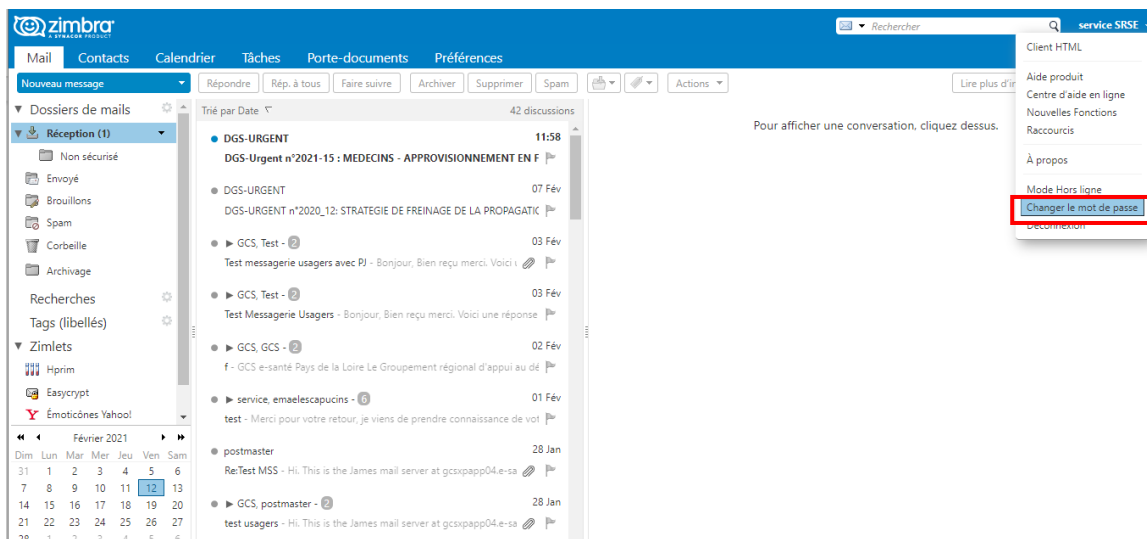 zimbra
A SYNACOR PRODUCT
Rechercher
service SRSE
Mail Contacts Calendrier Tâches Porte-documents Préférences
Nouveau message
Répondre Rép. à tous Faire suivre Archiver Supprimer Spam Actions Lire plus d'in
Client HTML
Aide produit
Centre d'aide en ligne
Nouvelles Fonctions
Raccourcis
À propos
Mode Hors ligne
Changer le mot de passe
Déconnexion
Dossiers de mails
Réception (1)
Non sécurisé
Envoyé
Brouillons
Spam
Corbeille
Archivage
Recherches
Tags (libellés)
Zimlets
Hprim
Easycrypt
Émoticônes Yahoo!
Février 2021
Dim Lun Mar Mer Jeu Ven Sam
31 1 2 3 4 5 6
7 8 9 10 11 12 13
14 15 16 17 18 19 20
21 22 23 24 25 26 27
28 1 2 3 4 5 6
Trié par Date 42 discussions
DGS-URGENT 11:58
DGS-Urgent n°2021-15 : MEDECINS - APPROVISIONNEMENT EN F
DGS-URGENT 07 Fév
DGS-URGENT n°2020_12: STRATEGIE DE FREINAGE DE LA PROPAGATIC
GCS, Test - 2 03 Fév
Test messagerie usagers avec PJ - Bonjour, Bien reçu merci. Voici
GCS, Test - 2 03 Fév
Test Messagerie Usagers - Bonjour, Bien reçu merci. Voici une réponse
GCS, GCS - 2 02 Fév
f - GCS e-santé Pays de la Loire Le Groupement régional d'appui au dé
service, emaelescapucins - 6 01 Fév
test - Merci pour votre retour, je viens de prendre connaissance de vot
postmaster 28 Jan
Re:Test MSS - Hi. This is the James mail server at gcsxpapp04.e-sa
GCS, postmaster - 2 28 Jan
test usagers - Hi. This is the James mail server at gcsxpapp04.e-sa
Pour afficher une conversation, cliquez dessus.